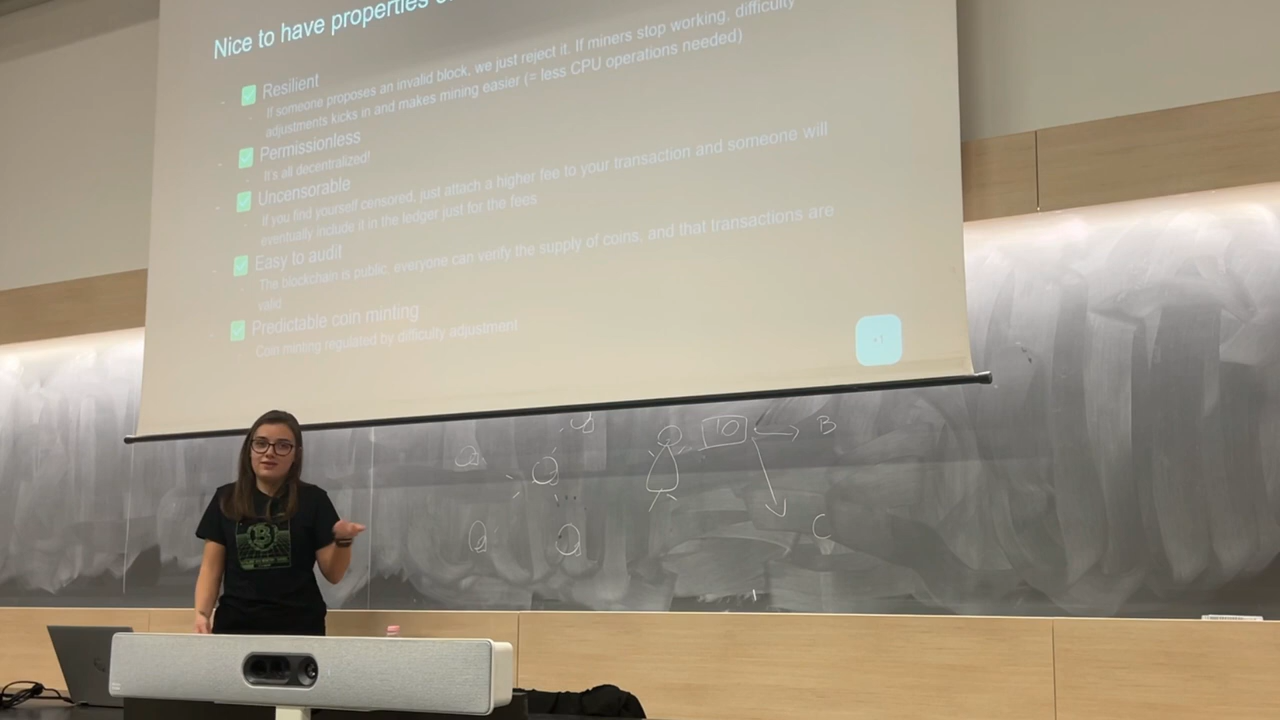 Nice to have properties
Resilient
If someone proposes an invalid block, we just reject it. If miners stop working, difficulty
adjustments kicks in and makes mining easier (= less CPU operations needed)
Permissionless
It's all decentralized!
Uncensorable
If you find yourself censored, just attach a higher fee to your transaction and someone will
eventually include it in the ledger just for the fees
Easy to audit
The blockchain is public, everyone can verify the supply of coins, and that transactions are
valid
Predictable coin minting
Coin minting regulated by difficulty adjustment
10
B
C
B